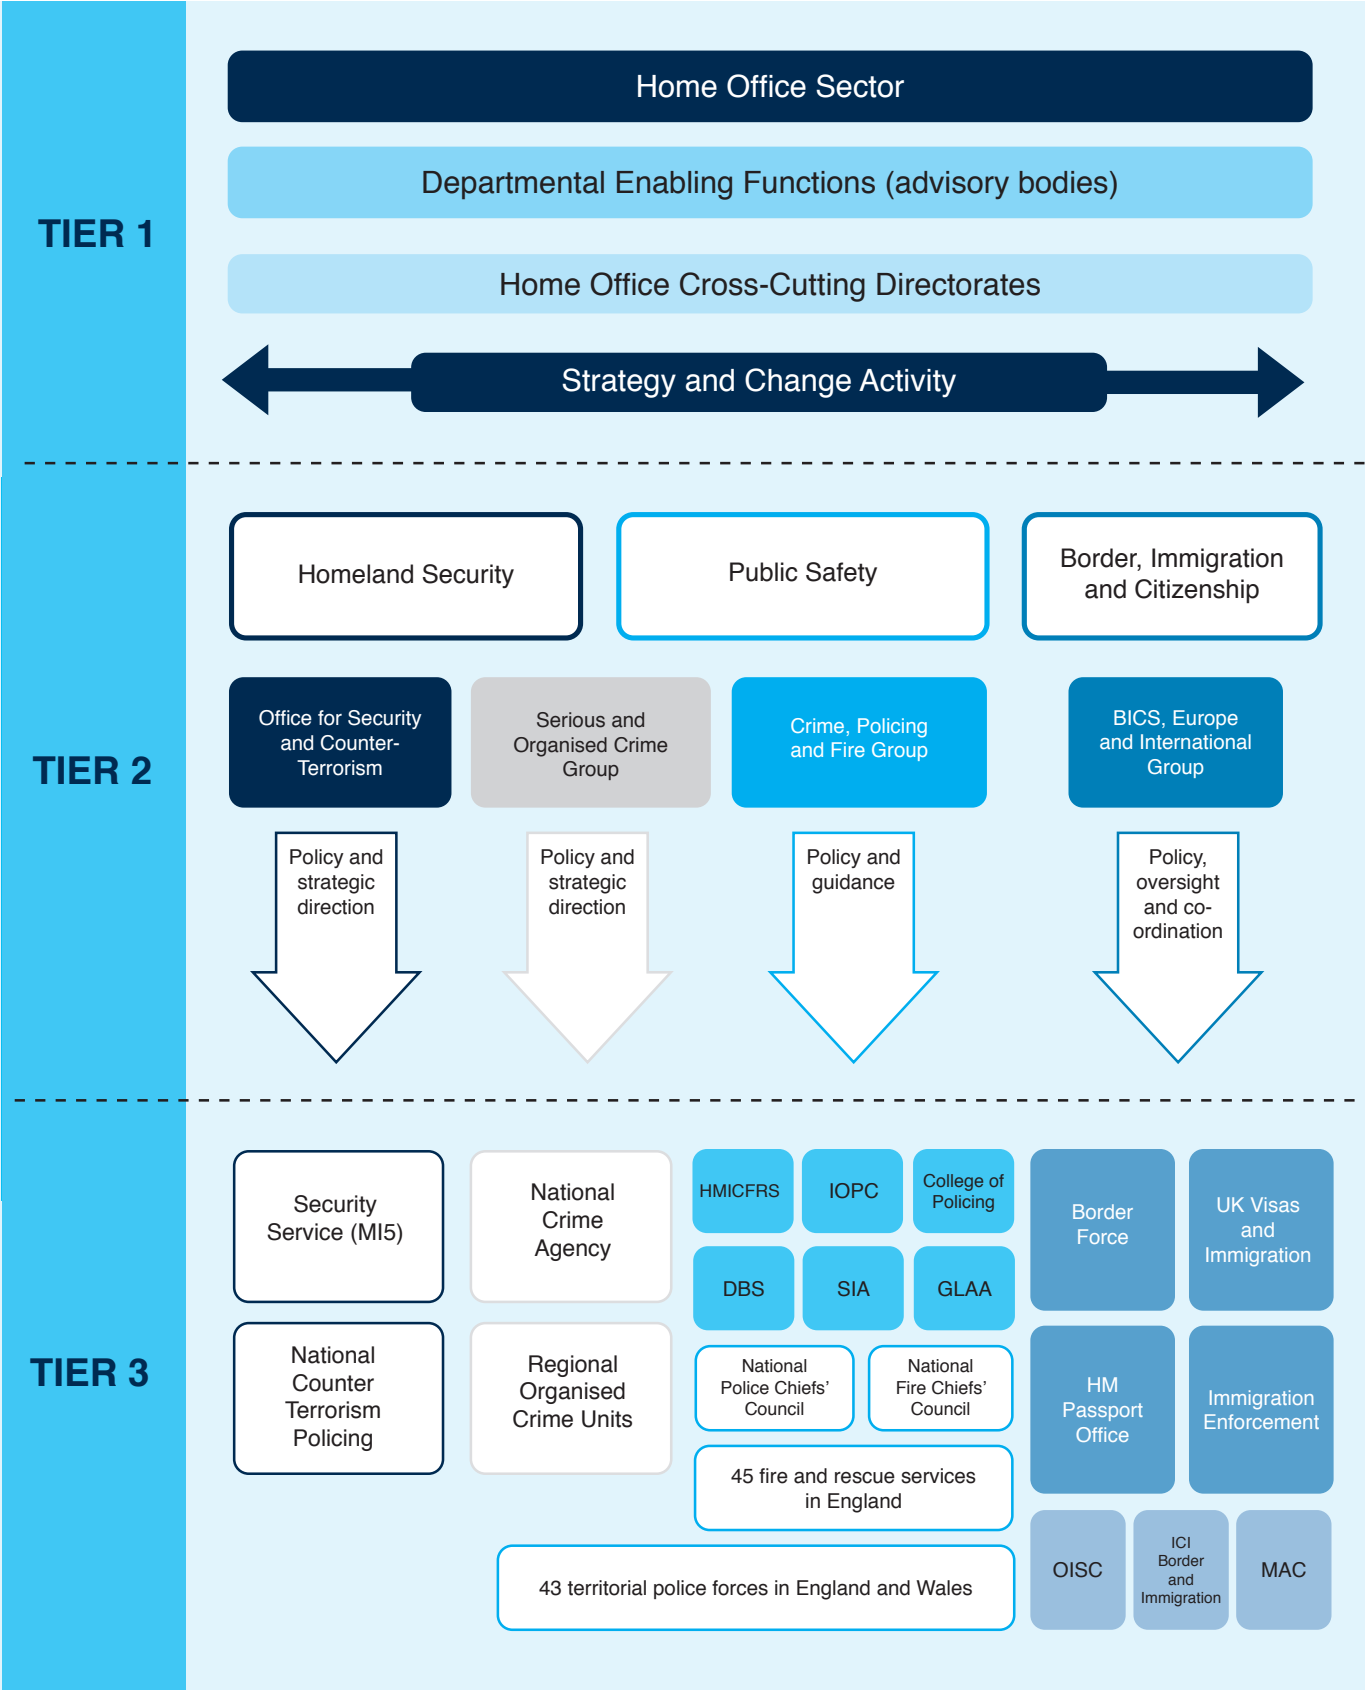 TIER 1
Home Office Sector
Departmental Enabling Functions (advisory bodies)
Home Office Cross-Cutting Directorates
Strategy and Change Activity
TIER 2
Homeland Security
Public Safety
Border, Immigration
and Citizenship
Office for Security
and Counter-
Terrorism
Serious and
Organised Crime
Group
Crime, Policing
and Fire Group
BICS, Europe
and International
Group
Policy and
strategic
direction
Policy and
strategic
direction
Policy and
guidance
Policy,
oversight
and co-
ordination
TIER 3
Security
Service (MI5)
National
Counter
Terrorism
Policing
National
Crime
Agency
Regional
Organised
Crime Units
HMICFRS
IOPC
College of
Policing
DBS
SIA
GLAA
National
Police Chiefs’
Council
National
Fire Chiefs’
Council
45 fire and rescue services
in England
43 territorial police forces in England and Wales
Border
Force
UK Visas
and
Immigration
HM
Passport
Office
Immigration
Enforcement
OISC
ICI
Border
and
Immigration
MAC